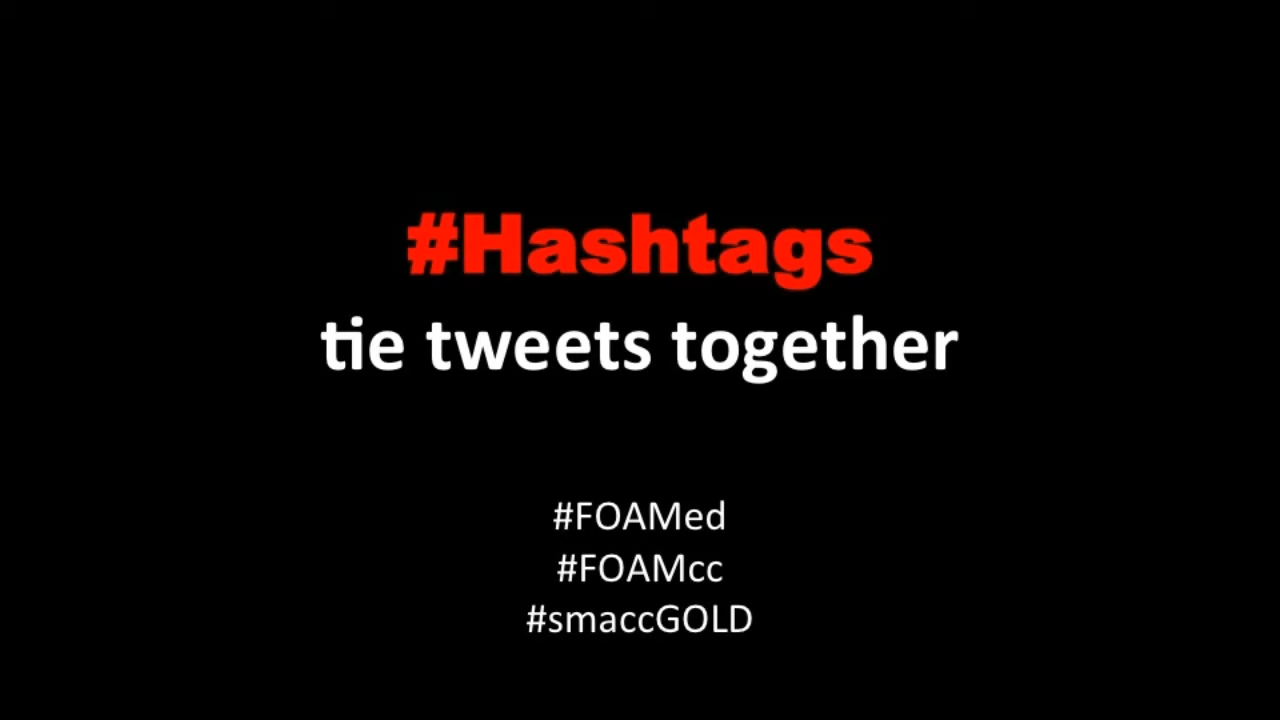 #Hashtags
tie tweets together
#FOAMed
#FOAMcc
#smaccGOLD